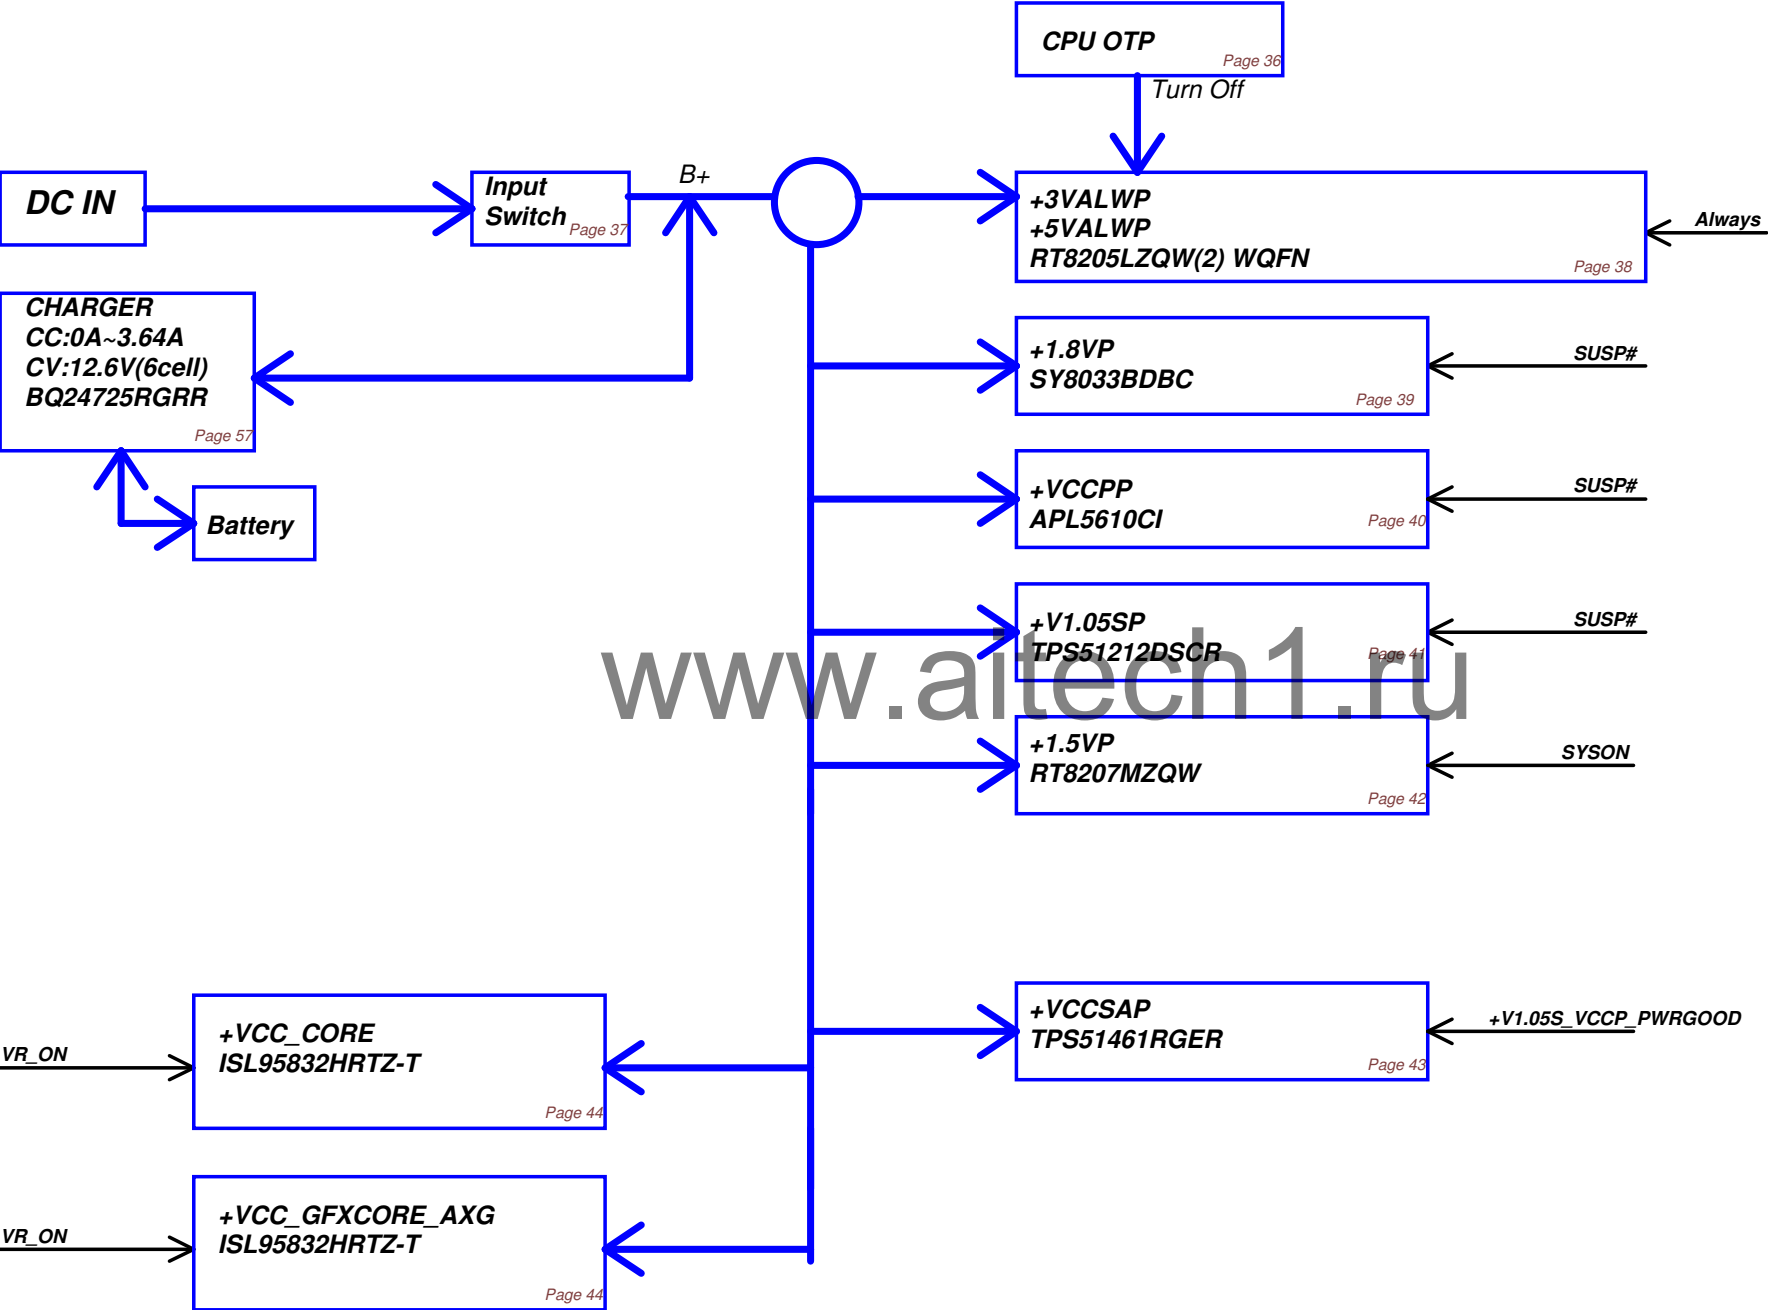 CPU OTP
Page 36
Turn Off
DC IN
Input
Switch
Page 37
B+
+3VALWP
+5VALWP
RT8205LZQW(2) WQFN
Page 38
Always
CHARGER
CC:0A~3.64A
CV:12.6V(6cell)
BQ24725RGRR
Page 57
Battery
+1.8VP
SY8033BDBC
Page 39
SUSP#
+VCCPP
APL5610CI
Page 40
SUSP#
+V1.05SP
TPS51212DSCR
Page 41
SUSP#
www.aitech1.ru
+1.5VP
RT8207MZQW
Page 42
SYSON
+VCCSAP
TPS51461RGER
Page 43
+V1.05S_VCCP_PWRGOOD
VR_ON
+VCC_CORE
ISL95832HRTZ-T
Page 44
VR_ON
+VCC_GFXCORE_AXG
ISL95832HRTZ-T
Page 44